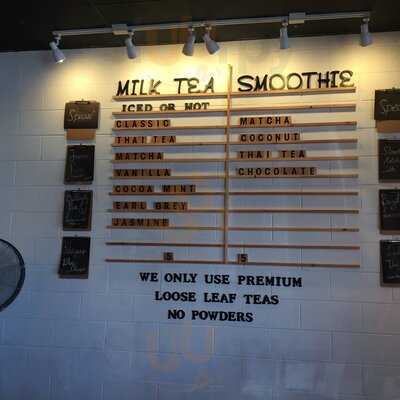 MILK TEA SMOOTHIE
ICED OR HOT
CLASSIC MATCHA
THAI TEA COCONUT
MATCHA THAI TEA
VANILLA CHOCOLATE
COCOA MINT
EARL GREY
JASMINE
5 5
WE ONLY USE PREMIUM
LOOSE LEAF TEAS
NO POWDERS